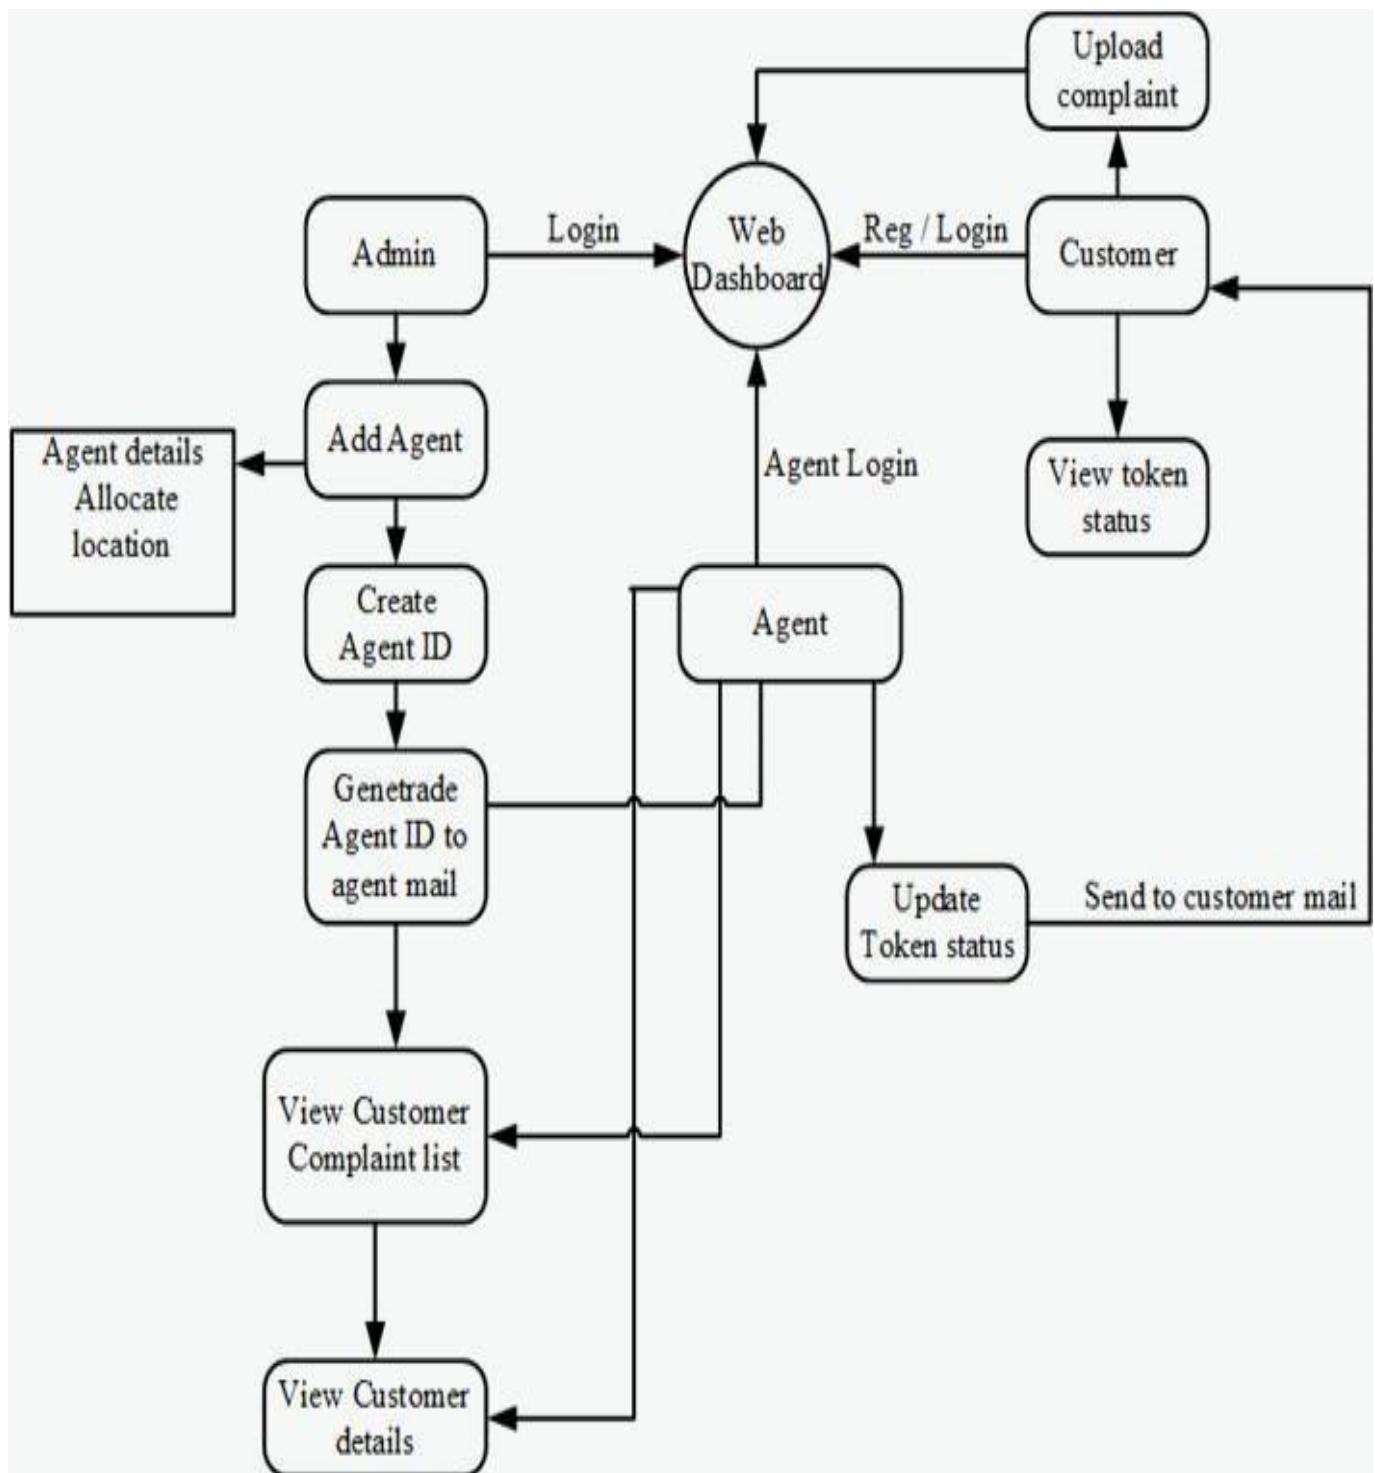 Upload
complaint
Admin
Login
Web
Dashboard
Reg / Login
Customer
Add Agent
Agent details
Allocate
location
Agent Login
View token
status
Create
Agent ID
Agent
Genetrade
Agent ID to
agent mail
Update
Token status
Send to customer mail
View Customer
Complaint list
View Customer
details